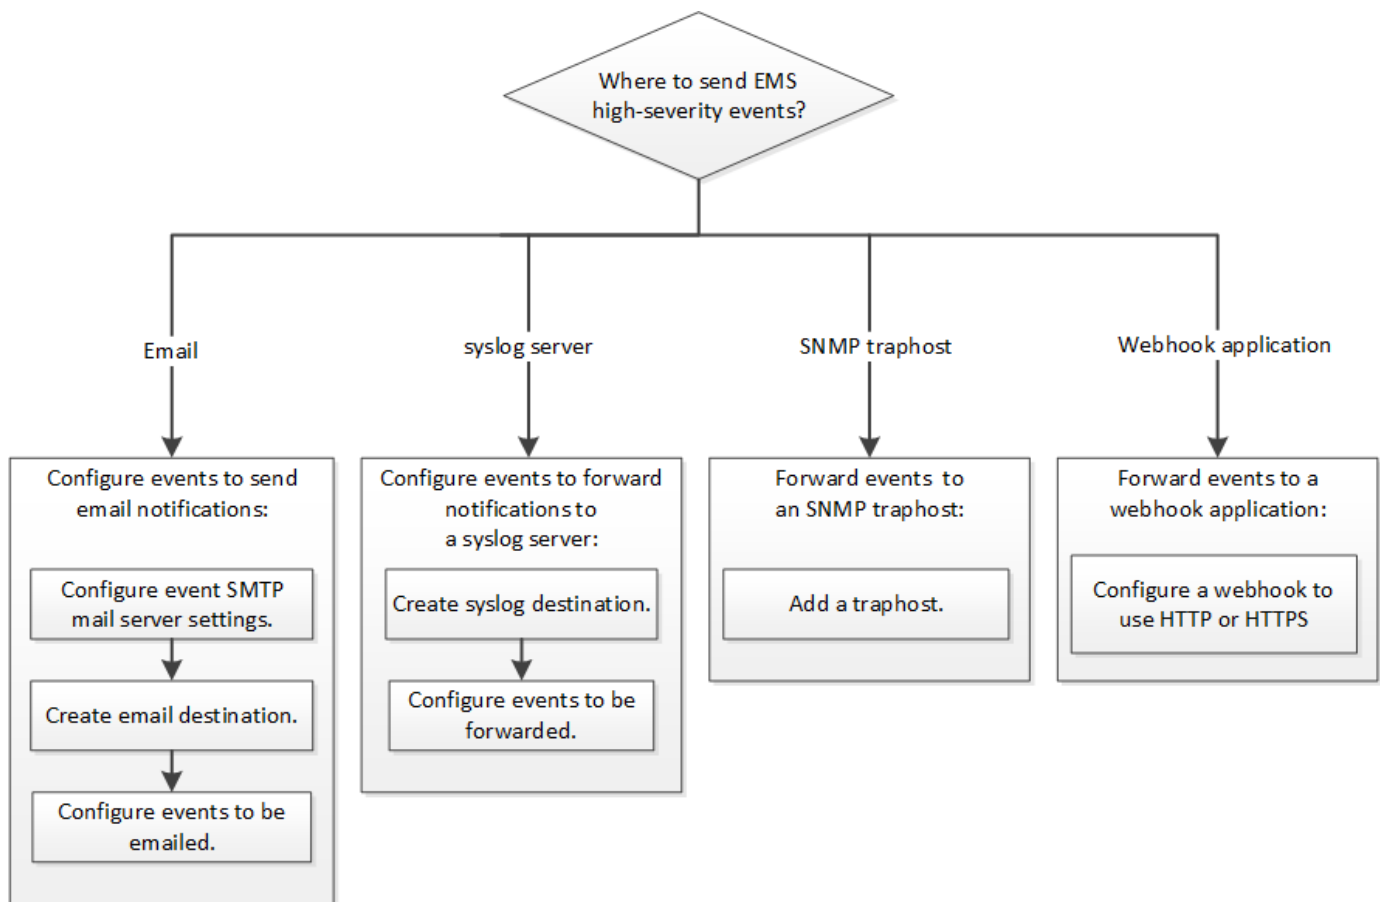 Where to send EMS
high-severity events?
Email
syslog server
SNMP traphost
Webhook application
Configure events to send
email notifications:
Configure event SMTP
mail server settings.
Create email destination.
Configure events to be
emailed.
Configure events to forward
notifications to
a syslog server:
Create syslog destination.
Configure events to be
forwarded.
Forward events to
an SNMP traphost:
Add a traphost.
Forward events to a
webhook application:
Configure a webhook to
use HTTP or HTTPS